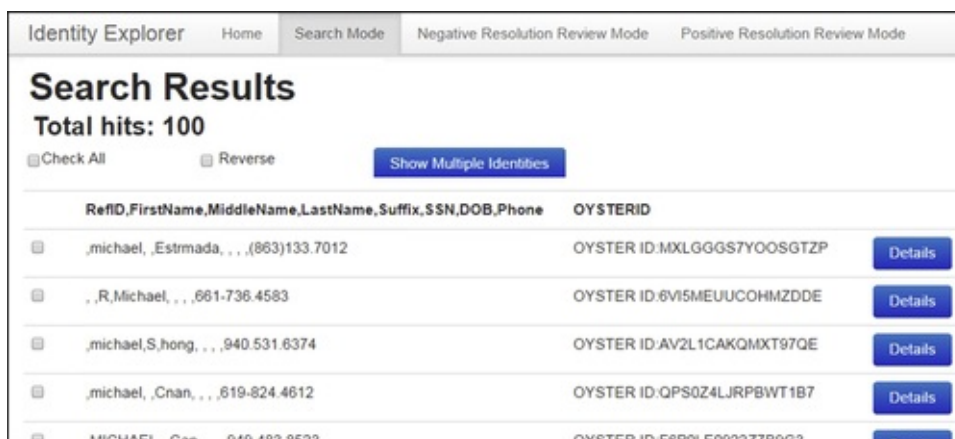 Identity Explorer Home Search Mode Negative Resolution Review Mode Positive Resolution Review Mode
Search Results
Total hits: 100
Check All Reverse Show Multiple Identities
RefID,FirstName,MiddleName,LastName,Suffix,SSN,DOB,Phone OYSTERID
,michael, ,Estrmada, , , ,(863)133.7012 OYSTER ID:MXLGGGS7YOOSGTZP Details
, ,R,Michael, , , ,661-736.4583 OYSTER ID:6VI5MEUUCOHMZDDE Details
,michael,S,hong, , , ,940.531.6374 OYSTER ID:AV2L1CAKQMXT97QE Details
,michael, ,Cnan, , , ,619-824.4612 OYSTER ID:QPS0Z4LJRPBWT1B7 Details